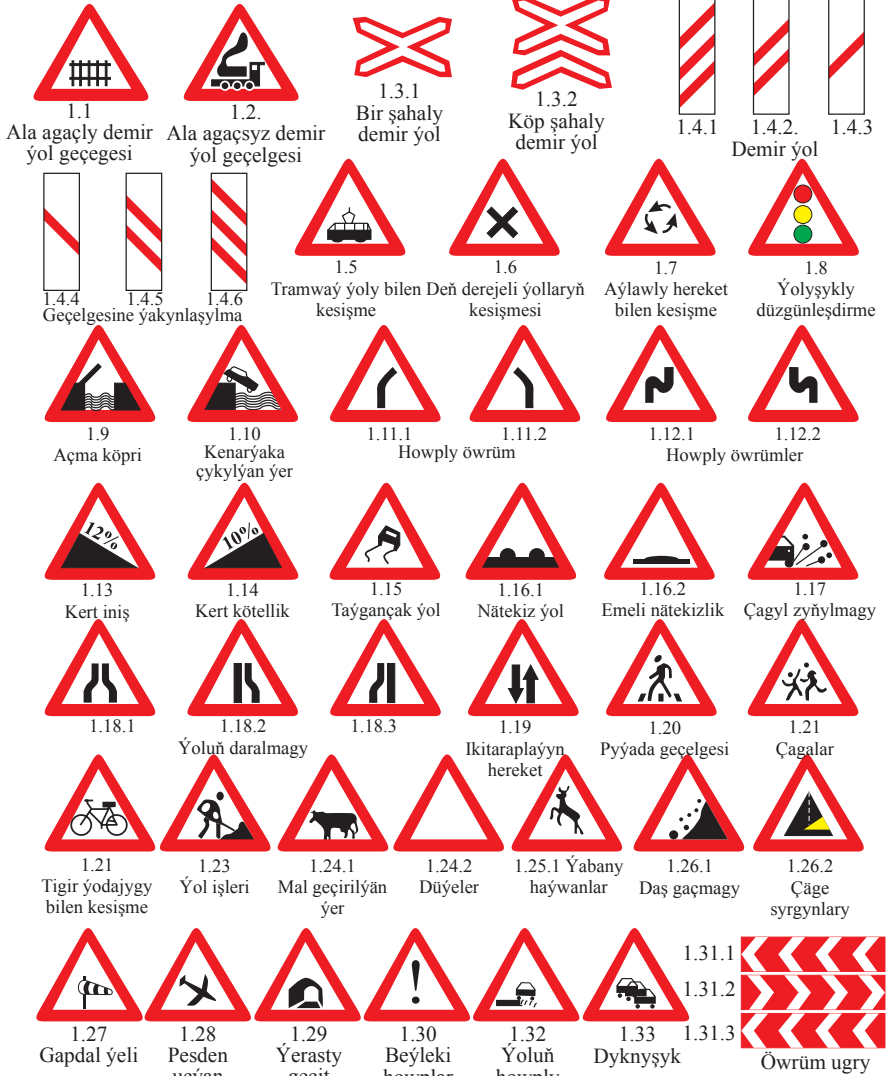 1.1
Ala agaçly demir
ýol geçegesi
1.2.
Ala agaçsyz demir
ýol geçelgesi
1.3.1
Bir şahaly
demir ýol
1.3.2
Köp şahaly
demir ýol
1.4.1 1.4.2. 1.4.3
Demir ýol
1.4.4 1.4.5 1.4.6
Geçelgesine ýakynlaşylma
1.5
Tramwaý ýoly bilen
kesişme
1.6
Deň derejeli ýollaryň
kesişmesi
1.7
Aýlawly hereket
bilen kesişme
1.8
Ýolyşykly
düzgünleşdirme
1.9
Açma köpri
1.10
Kenarýaka
çykylýan ýer
1.11.1 1.11.2
Howply öwrüm
1.12.1 1.12.2
Howply öwrümler
12%
1.13
Kert iniş
10%
1.14
Kert kötellik
1.15
Taýgançak ýol
1.16.1
Nätekiz ýol
1.16.2
Emeli nätekizlik
1.17
Çagyl zyňylmagy
1.18.1 1.18.2 1.18.3
Ýoluň daralmagy
1.19
Ikitaraplaýyn
hereket
1.20
Pyýada geçelgesi
1.21
Çagalar
1.21
Tigir ýodajygy
bilen kesişme
1.23
Ýol işleri
1.24.1
Mal geçirilýän
ýer
1.24.2
Düýeler
1.25.1 Ýabany
haýwanlar
1.26.1
Daş gaçmagy
1.26.2
Çäge
syrgynlary
1.27
Gapdal ýeli
1.28
Pesden
1.29
Ýerasty
1.30
Beýleki
1.32
Ýoluň
1.33
Dyknyşyk
1.31.1
1.31.2
1.31.3
Öwrüm ugry